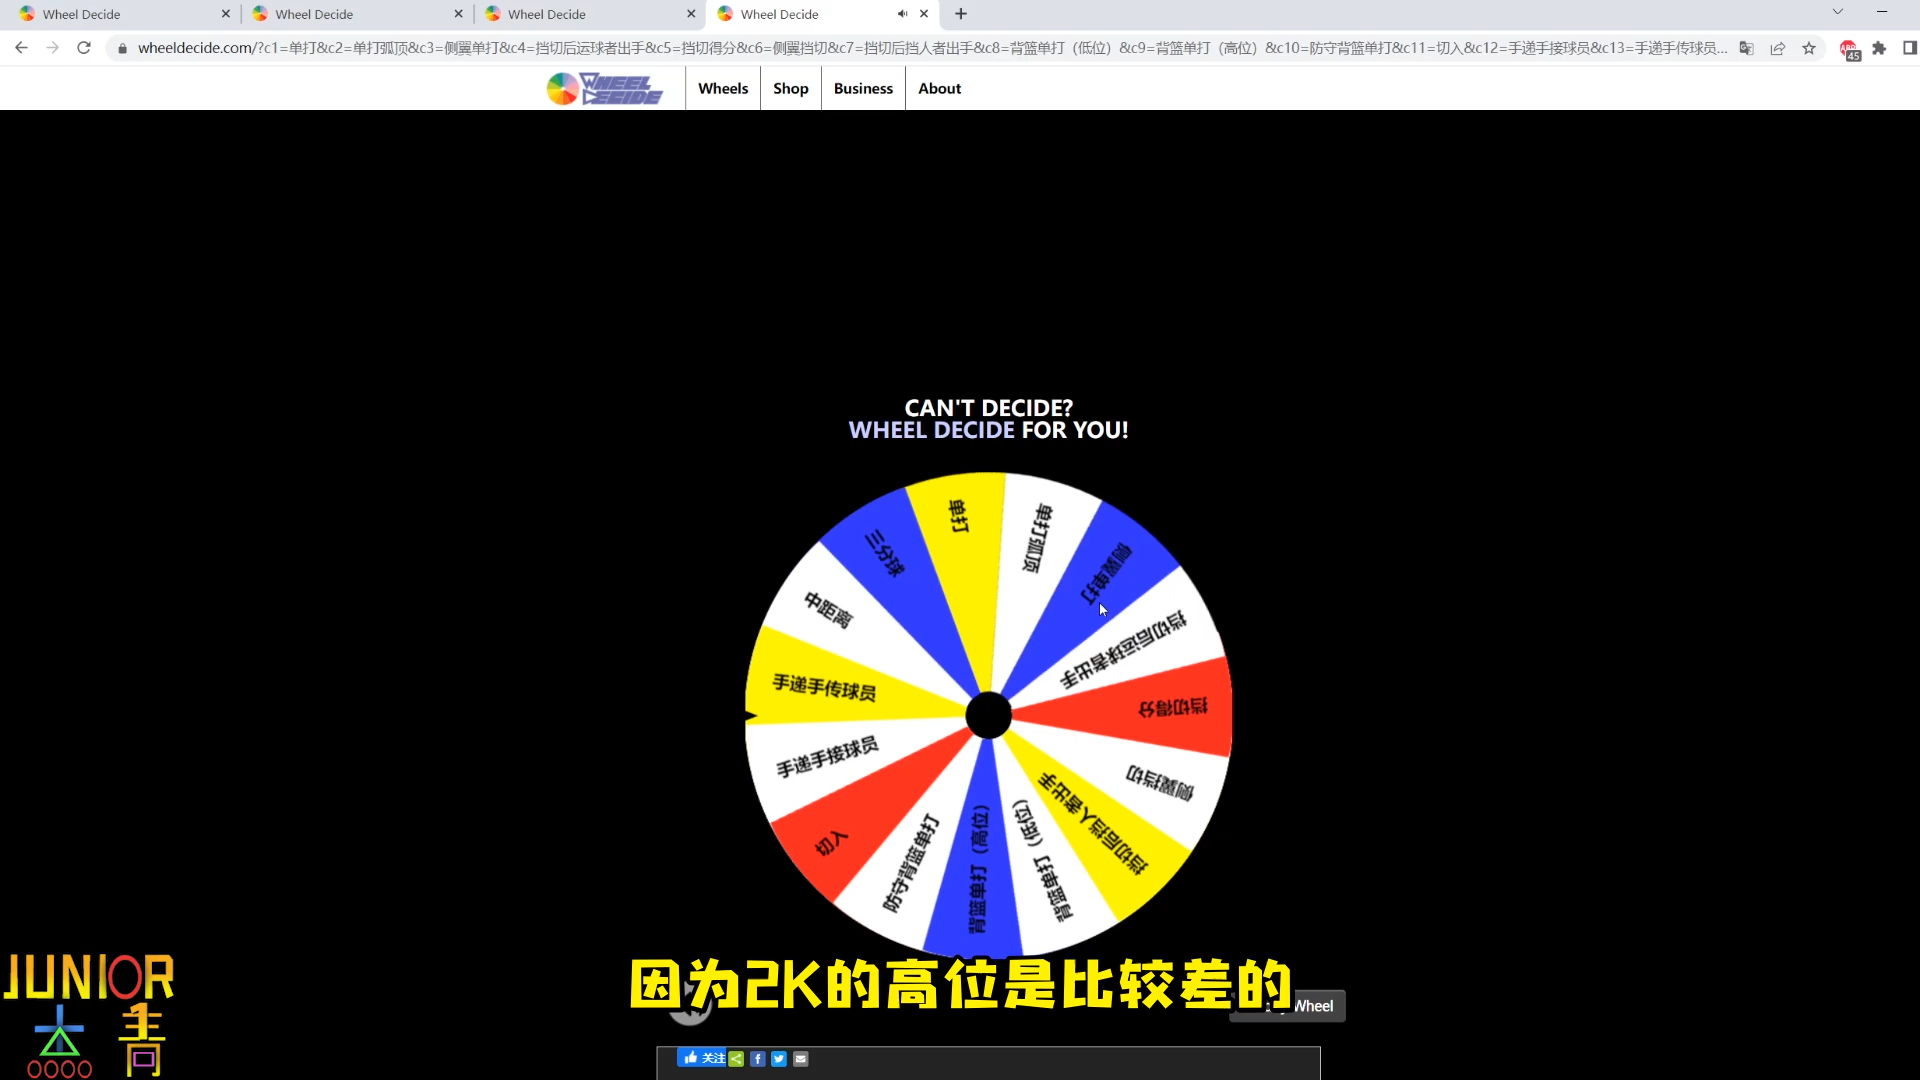 Wheel Decide
Wheel Decide
Wheel Decide
Wheel Decide
wheeldecide.com/?c1=单打&c2=单打弧顶&c3=侧翼单打&c4=挡切后运球者出手&c5=挡切得分&c6=侧翼挡切&c7=挡切后挡人者出手&c8=背篮单打（低位）&c9=背篮单打（高位）&c10=防守背篮单打&c11=切入&c12=手递手接球员&c13=手递手传球员...
45
WHEEL DECIDE
Wheels
Shop
Business
About
CAN'T DECIDE?
WHEEL DECIDE FOR YOU!
单打
单打弧顶
侧翼单打
挡切后运球者出手
挡切得分
侧翼挡切
挡切后挡人者出手
背篮单打（低位）
背篮单打（高位）
防守背篮单打
切入
手递手接球员
手递手传球员
中距离
三分球
因为2K的高位是比较差的
Wheel
JUNIOR
关注